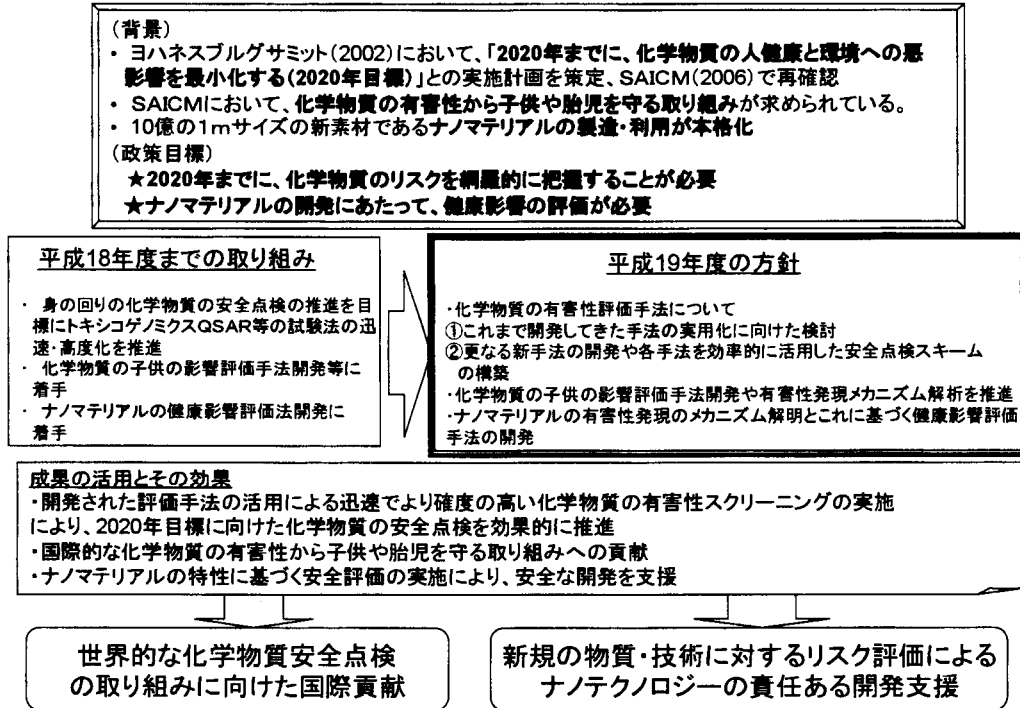 (背景)
・ ヨハネスブルグサミット(2002)において、「2020年までに、化学物質の人健康と環境への悪
影響を最小化する(2020年目標)」との実施計画を策定、SAICM(2006)で再確認
・ SAICMにおいて、化学物質の有害性から子供や胎児を守る取り組みが求められている。
・ 10億の1mサイズの新素材であるナノマテリアルの製造・利用が本格化
(政策目標)
★2020年までに、化学物質のリスクを網羅的に把握することが必要
★ナノマテリアルの開発にあたって、健康影響の評価が必要
平成18年度までの取り組み
・ 身の回りの化学物質の安全点検の推進を目
標にトキシコゲノミクスQSAR等の試験法の迅
速・高度化を推進
・ 化学物質の子供の影響評価手法開発等に
着手
・ ナノマテリアルの健康影響評価法開発に
着手
平成19年度の方針
・化学物質の有害性評価手法について
①これまで開発してきた手法の実用化に向けた検討
②更なる新手法の開発や各手法を効率的に活用した安全点検スキーム
の構築
・化学物質の子供の影響評価手法開発や有害性発現メカニズム解析を推進
・ナノマテリアルの有害性発現のメカニズム解明とこれに基づく健康影響評価
手法の開発
成果の活用とその効果
・開発された評価手法の活用による迅速でより確度の高い化学物質の有害性スクリーニングの実施
により、2020年目標に向けた化学物質の安全点検を効果的に推進
・国際的な化学物質の有害性から子供や胎児を守る取り組みへの貢献
・ナノマテリアルの特性に基づく安全評価の実施により、安全な開発を支援
世界的な化学物質安全点検
の取り組みに向けた国際貢献
新規の物質・技術に対するリスク評価による
ナノテクノロジーの責任ある開発支援